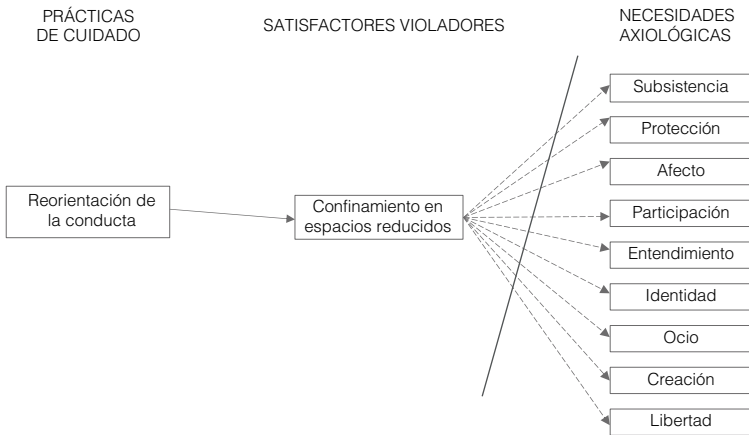 PRÁCTICAS
DE CUIDADO
SATISFACTORES VIOLADORES
NECESIDADES
AXIOLÓGICAS
Reorientación de
la conducta
Confinamiento en
espacios reducidos
Subsistencia
Protección
Afecto
Participación
Entendimiento
Identidad
Ocio
Creación
Libertad